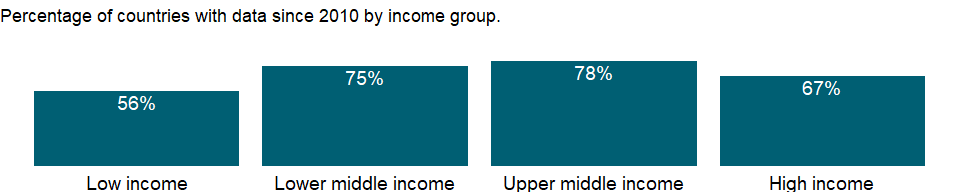 Percentage of countries with data since 2010 by income group.
56%
75%
78%
67%
Low income
Lower middle income
Upper middle income
High income